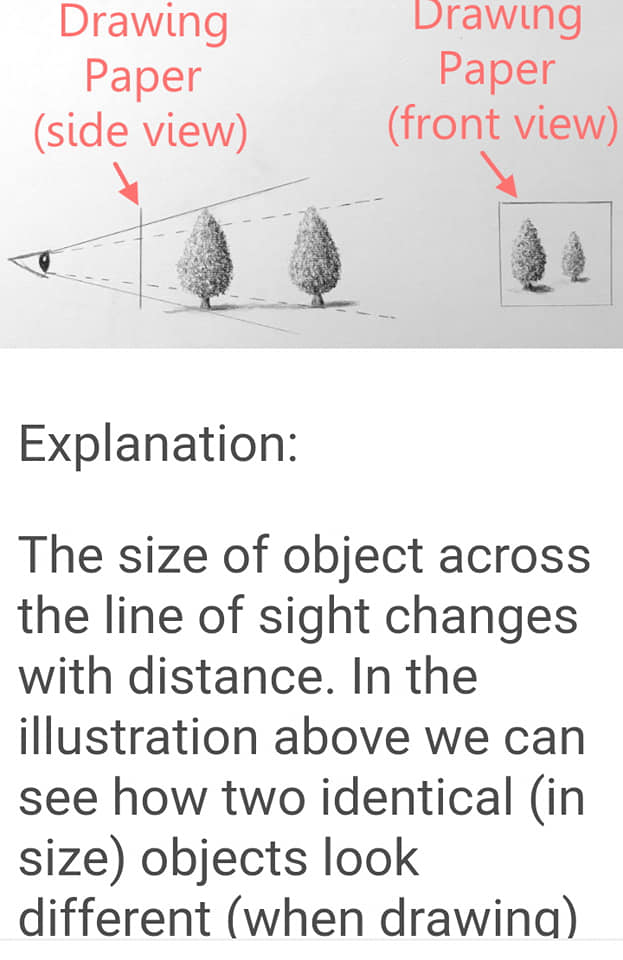 Drawing
Paper
(side view)
Drawing
Paper
(front view)
Explanation:
The size of object across
the line of sight changes
with distance. In the
illustration above we can
see how two identical (in
size) objects look
different (when drawing)